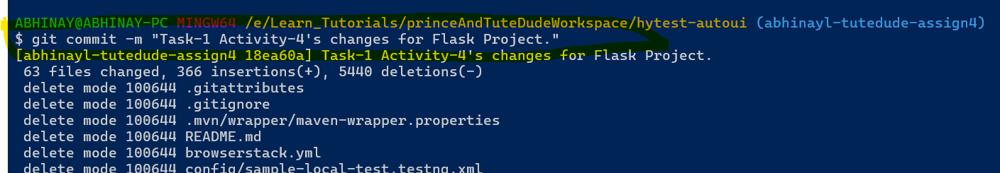 ABHINAY@ABHINAY-PC MINGW64 /e/Learn_Tutorials/princeAndTuteDudeWorkspace/hytest-autoui (abhinayl-tutedude-assign4)
$ git commit -m "Task-1 Activity-4's changes for Flask Project."
[abhinayl-tutedude-assign4 18ea60a] Task-1 Activity-4's changes for Flask Project.
 63 files changed, 366 insertions(+), 5440 deletions(-)
 delete mode 100644 .gitattributes
 delete mode 100644 .gitignore
 delete mode 100644 .mvn/wrapper/maven-wrapper.properties
 delete mode 100644 README.md
 delete mode 100644 browserstack.yml
 delete mode 100644 config/sample-local-test.testng.xml